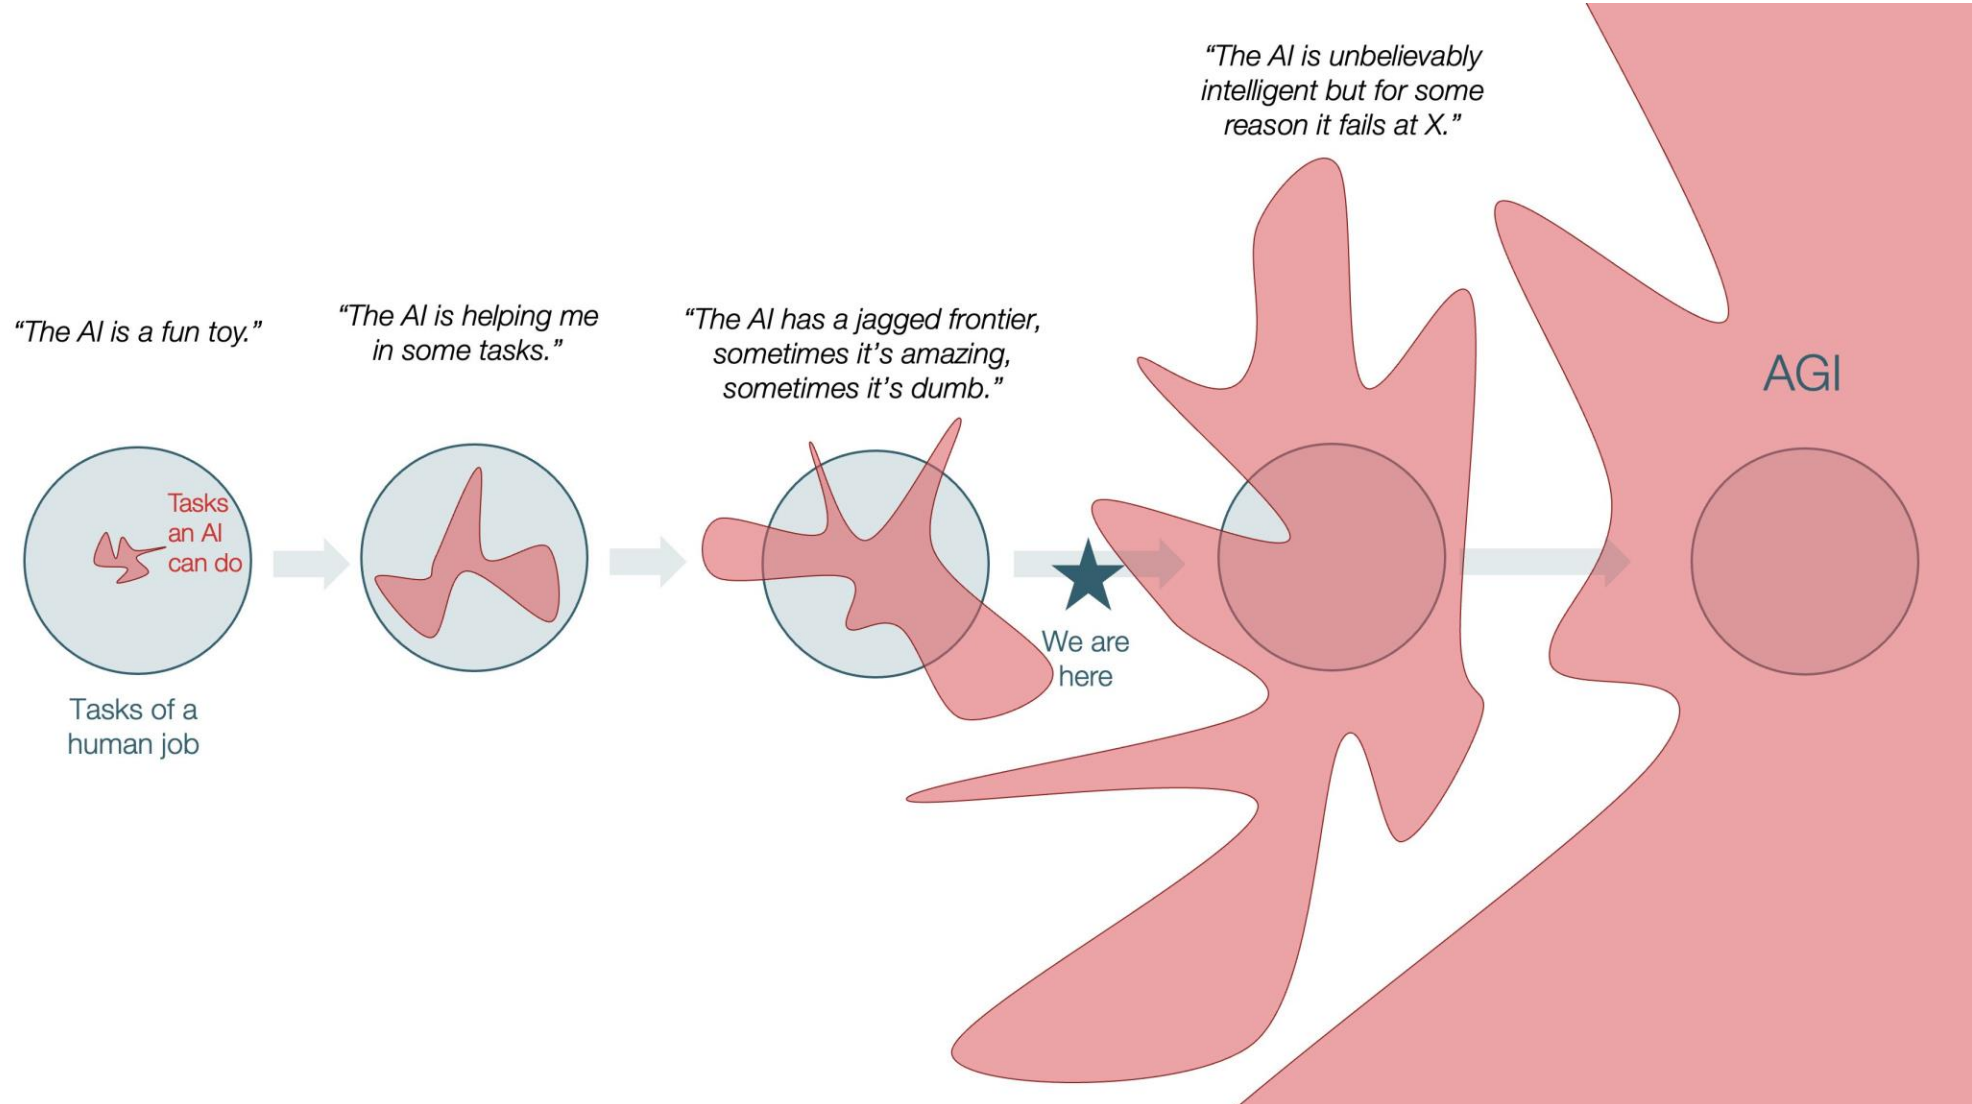 “The AI is a fun toy.”
“The AI is helping me
in some tasks.”
“The AI has a jagged frontier,
sometimes it’s amazing,
sometimes it’s dumb.”
“The AI is unbelievably
intelligent but for some
reason it fails at X.”
AGI
Tasks
an AI
can do
We are
here
Tasks of a
human job